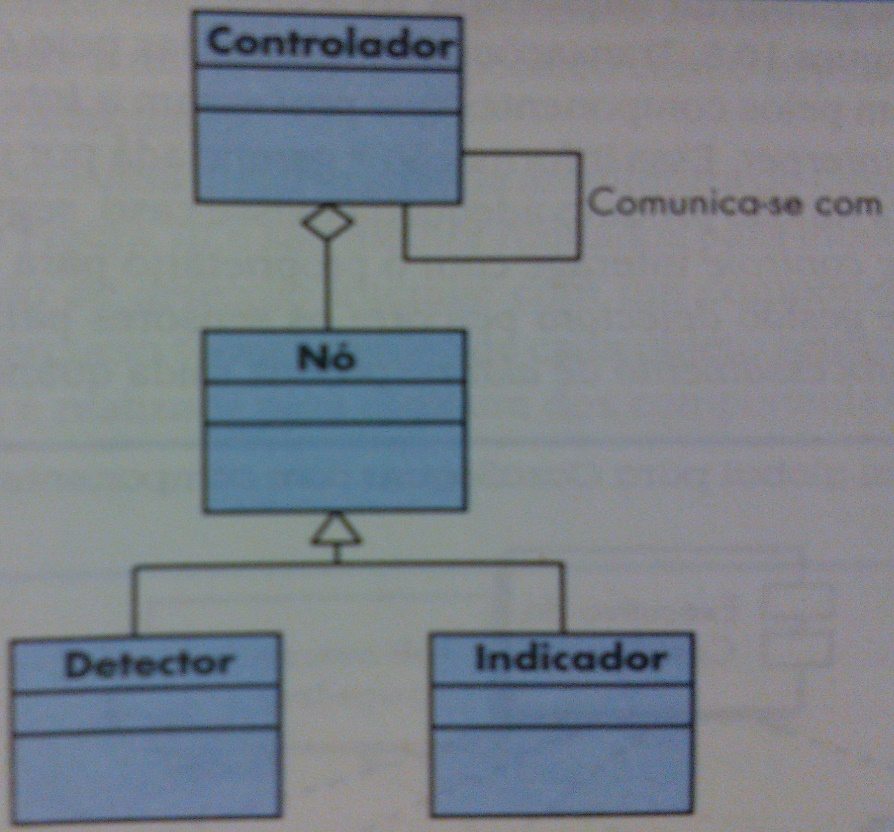 Controlador
Comunica-se com
Nó
Detector
Indicador